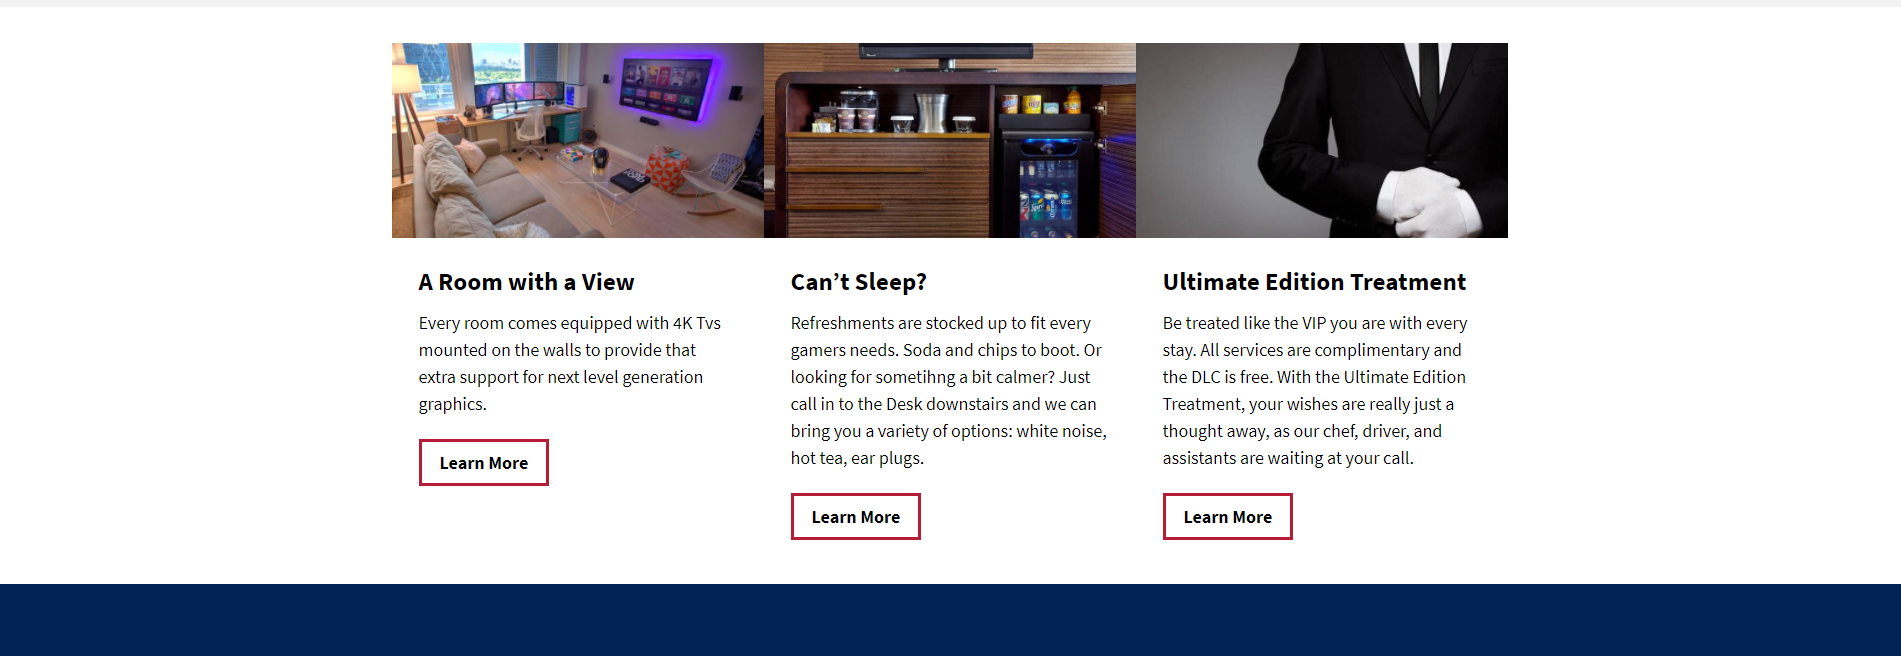 A Room with a View
Every room comes equipped with 4K Tvs
mounted on the walls to provide that
extra support for next level generation
graphics.
Learn More
Can’t Sleep?
Refreshments are stocked up to fit every
gamers needs. Soda and chips to boot. Or
looking for sometihng a bit calmer? Just
call in to the Desk downstairs and we can
bring you a variety of options: white noise,
hot tea, ear plugs.
Learn More
Ultimate Edition Treatment
Be treated like the VIP you are with every
stay. All services are complimentary and
the DLC is free. With the Ultimate Edition
Treatment, your wishes are really just a
thought away, as our chef, driver, and
assistants are waiting at your call.
Learn More